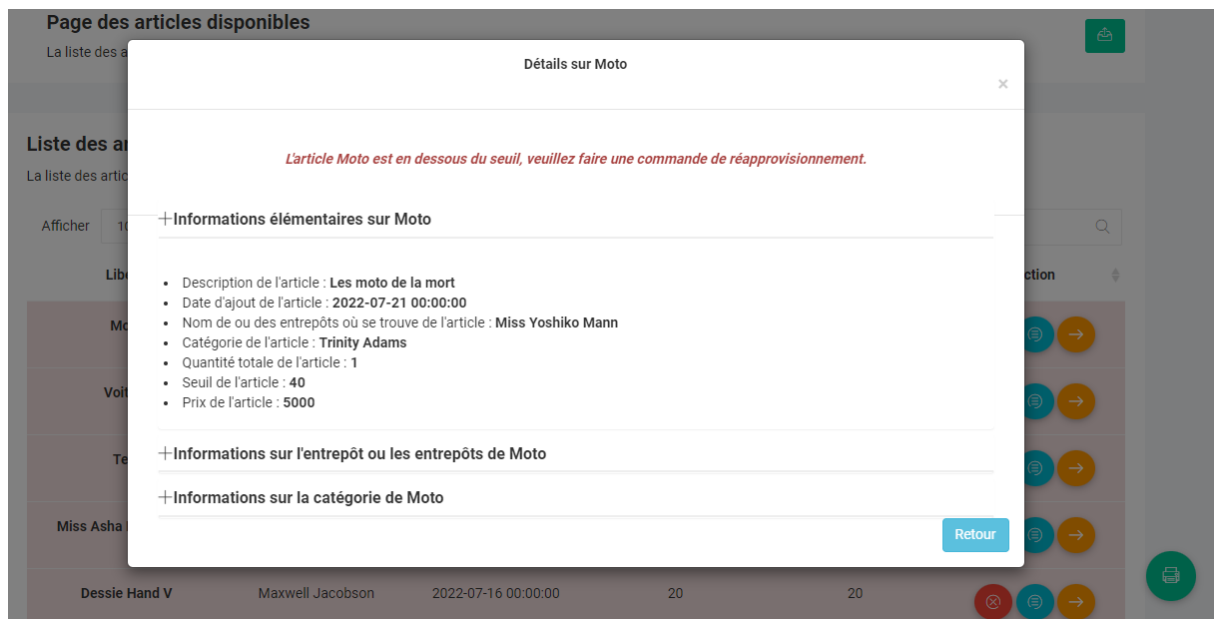 Page des articles disponibles
La liste des a
Détails sur Moto
×
Liste des ar
La liste des artic
L'article Moto est en dessous du seuil, veuillez faire une commande de réapprovisionnement.
Afficher 10
+Informations élémentaires sur Moto
Libe
ction
• Description de l'article : Les moto de la mort
• Date d'ajout de l'article : 2022-07-21 00:00:00
• Nom de ou des entrepôts où se trouve de l'article : Miss Yoshiko Mann
• Catégorie de l'article : Trinity Adams
• Quantité totale de l'article : 1
• Seuil de l'article : 40
• Prix de l'article : 5000
Mo
Voit
Te
+Informations sur l'entrepôt ou les entrepôts de Moto
+Informations sur la catégorie de Moto
Miss Asha
Retour
Dessie Hand V Maxwell Jacobson 2022-07-16 00:00:00 20 20